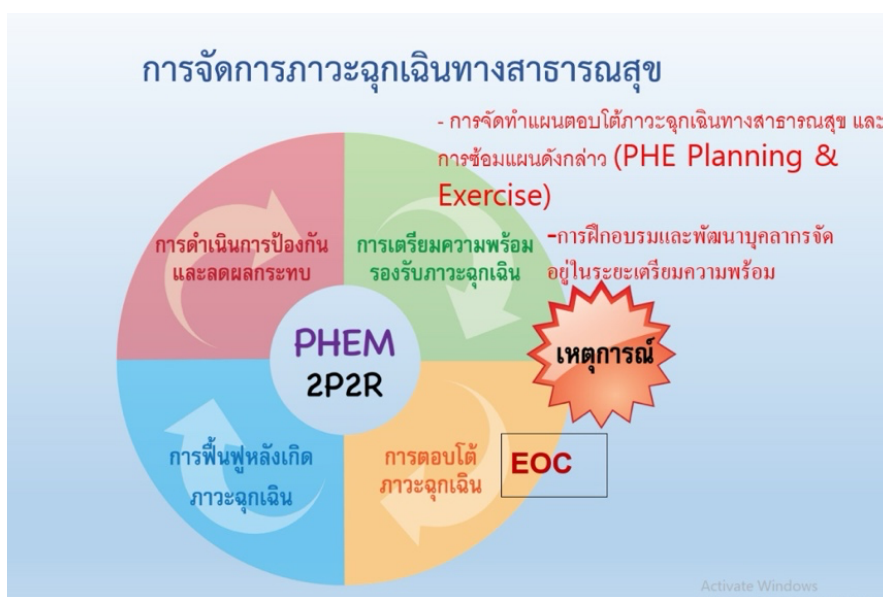 การจัดการภาวะฉุกเฉินทางสาธารณสุข
- การจัดทำแผนตอบโต้ภาวะฉุกเฉินทางสาธารณสุข และ
การซ้อมแผนดังกล่าว (PHE Planning &
Exercise)
-การฝึกอบรมและพัฒนาบุคลากรจัด
อยู่ในระยะเตรียมความพร้อม
การดำเนินการป้องกัน
และลดผลกระทบ
การเตรียมความพร้อม
รองรับภาวะฉุกเฉิน
เหตุการณ์
PHEM
2P2R
การฟื้นฟูหลังเกิด
ภาวะฉุกเฉิน
การตอบโต้
ภาวะฉุกเฉิน
EOC
Activate Windows